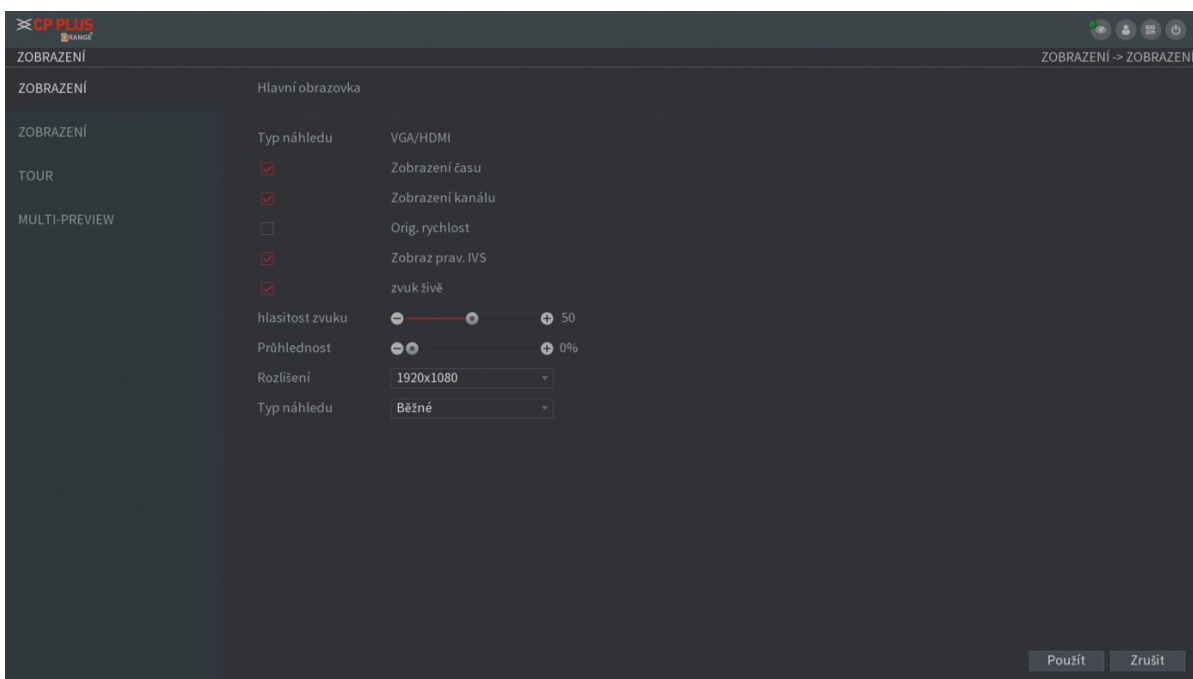 CP PLUS
ORANGE
ZOBRAZENÍ
ZOBRAZENÍ -> ZOBRAZENÍ
ZOBRAZENÍ
ZOBRAZENÍ
TOUR
MULTI-PREVIEW
Hlavní obrazovka
Typ náhledu VGA/HDMI
Zobrazení času
Zobrazení kanálu
Orig. rychlost
Zobraz prav. IVS
zvuk žívě
hlasitost zvuku 50
Průhlednost 0%
Rozlišení 1920x1080
Typ náhledu Běžné
Použít Zrušit